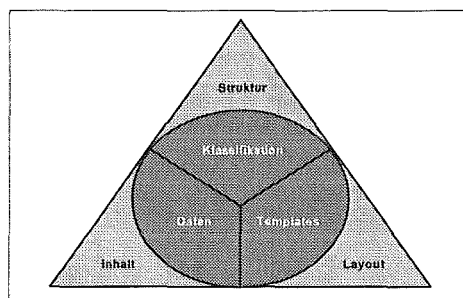 Struktur
Klassifikation
Daten Templates
Inhalt Layout